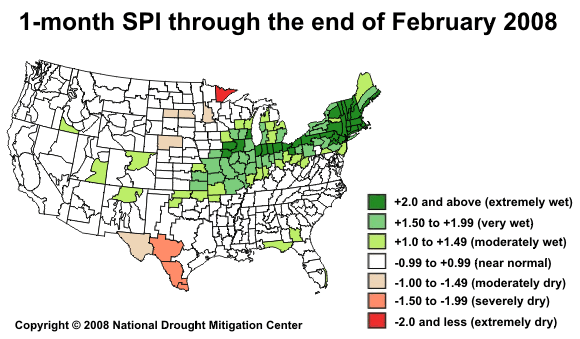 1-month SPI through the end of February 2008
+2.0 and above (extremely wet)
+1.50 to +1.99 (very wet)
+1.0 to +1.49 (moderately wet)
-0.99 to +0.99 (near normal)
-1.00 to -1.49 (moderately dry)
-1.50 to -1.99 (severely dry)
-2.0 and less (extremely dry)
Copyright © 2008 National Drought Mitigation Center